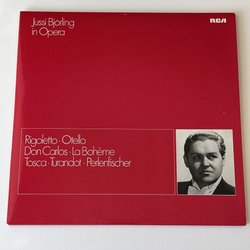 Jussi Björling
in Opera
RCA
Rigoletto · Otello
Don Carlos · La Bohème
Tosca · Turandot · Perlenfischer